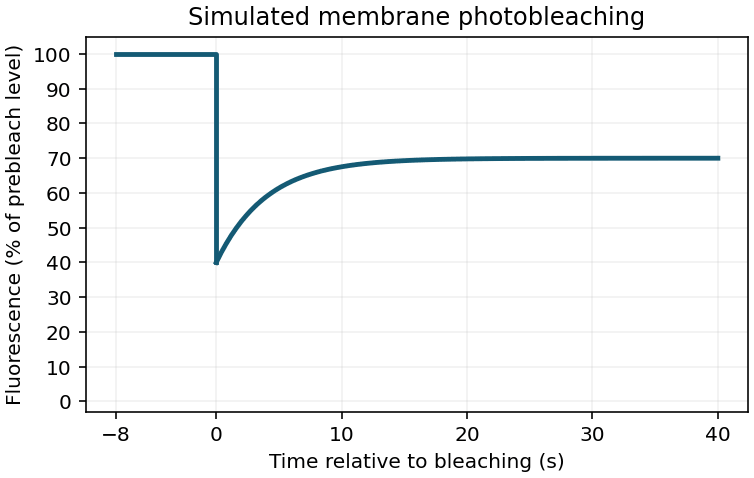 Simulated membrane photobleaching
Fluorescence (% of prebleach level)
100
90
80
70
60
50
40
30
20
10
0
−8 0 10 20 30 40
Time relative to bleaching (s)